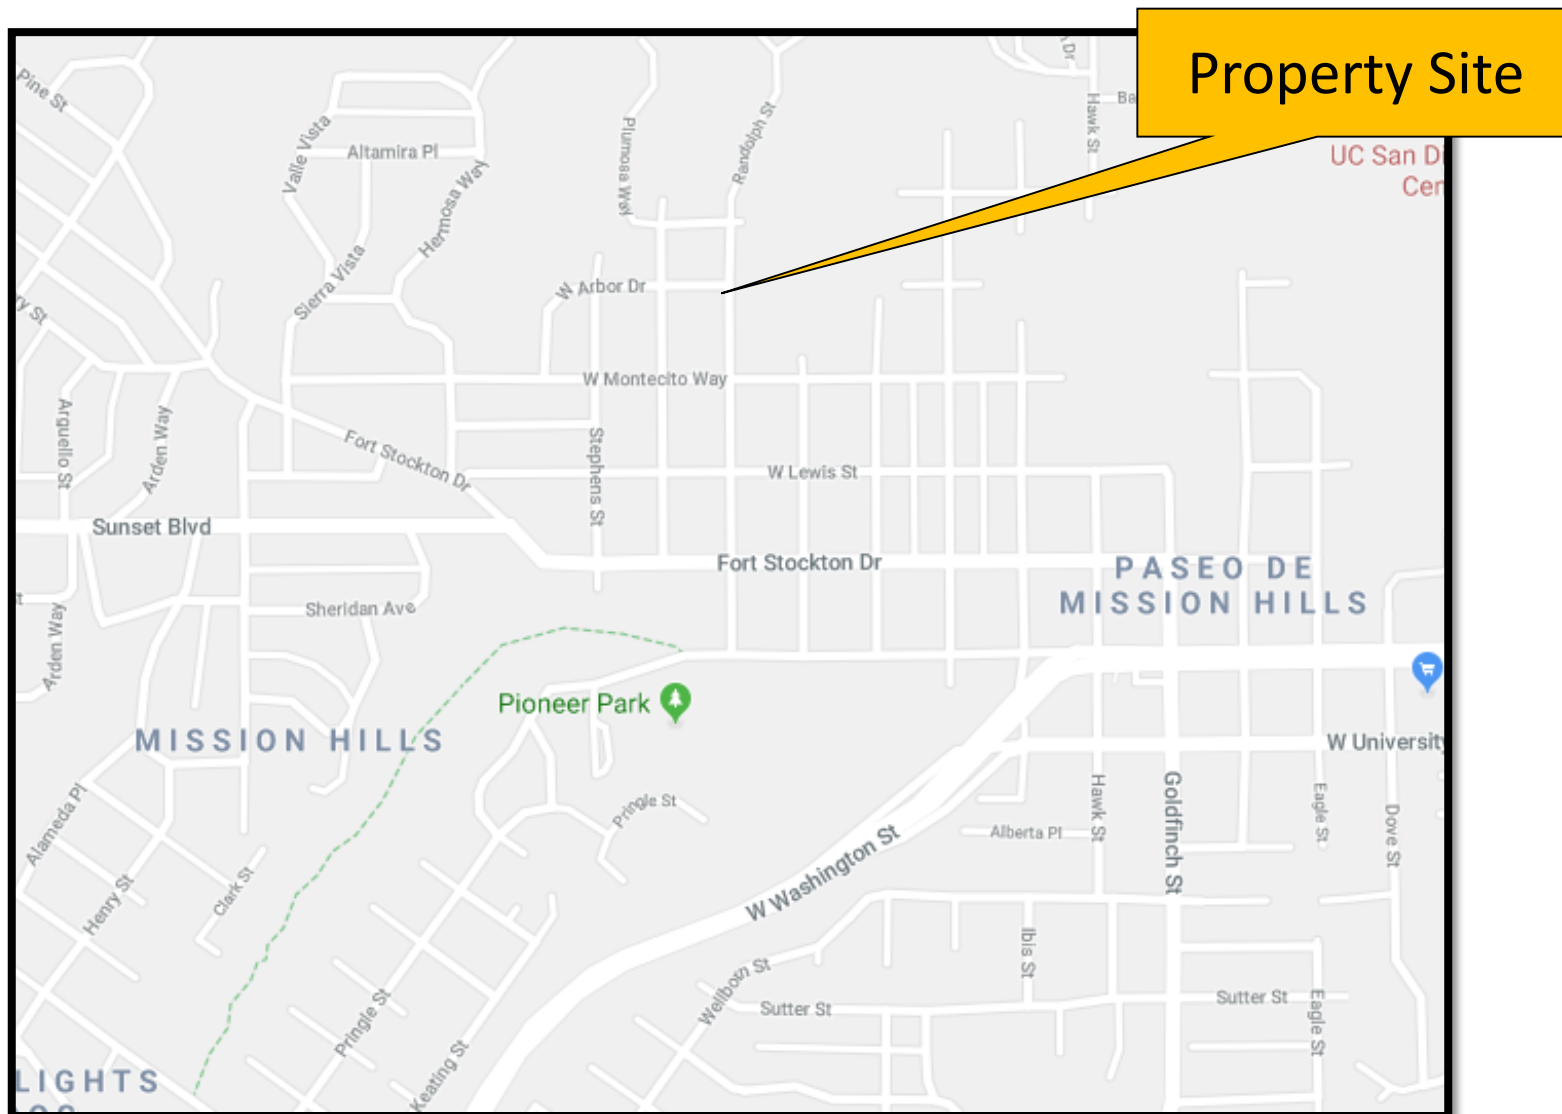 Property Site
Pine St
Valle Vista
Altamira Pl
Hermosa Way
Sierra Vista
Plumosa Way
Randolph St
Dr
Hawk St
Ba
UC San Di
Cen
W Arbor Dr
ry St
W Montecito Way
Arguello St
Arden Way
Fort Stockton Dr
Stephens St
W Lewis St
Sunset Blvd
Fort Stockton Dr
PASEO DE
MISSION HILLS
Sheridan Ave
Arden Way
Pioneer Park
MISSION HILLS
W University
Alameda Pl
Pringle St
Hawk St
Goldfinch St
Eagle St
Dove St
Alberta Pl
W Washington St
Clark St
Henry St
Ibis St
Wellborn St
Sutter St
Sutter St
Eagle St
Pringle St
Keating St
LIGHTS